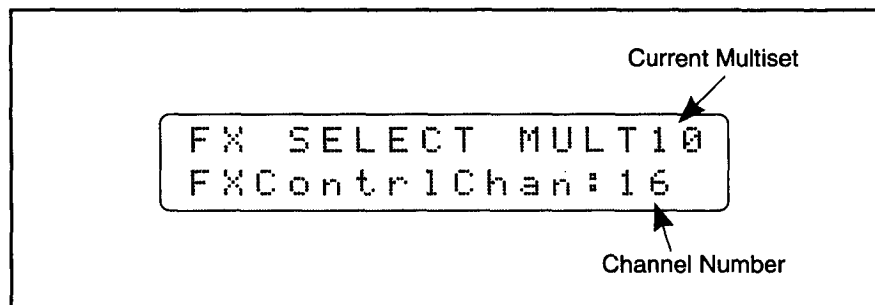 Current Multiset
FX SELECT MULT10
FXContrlChan:16
Channel Number